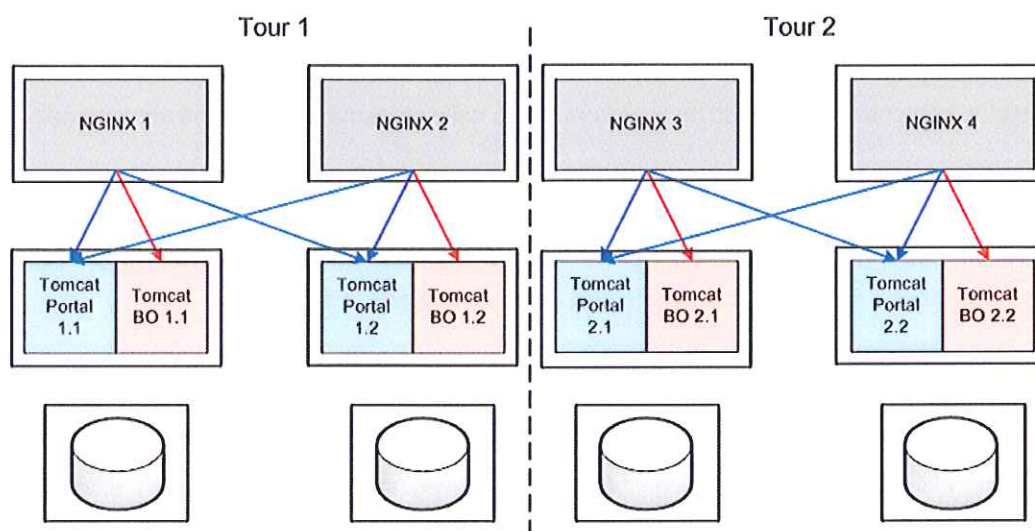 Tour 1
Tour 2
NGINX 1
NGINX 2
NGINX 3
NGINX 4
Tomcat
Portal
1.1
Tomcat
BO 1.1
Tomcat
Portal
1.2
Tomcat
BO 1.2
Tomcat
Portal
2.1
Tomcat
BO 2.1
Tomcat
Portal
2.2
Tomcat
BO 2.2